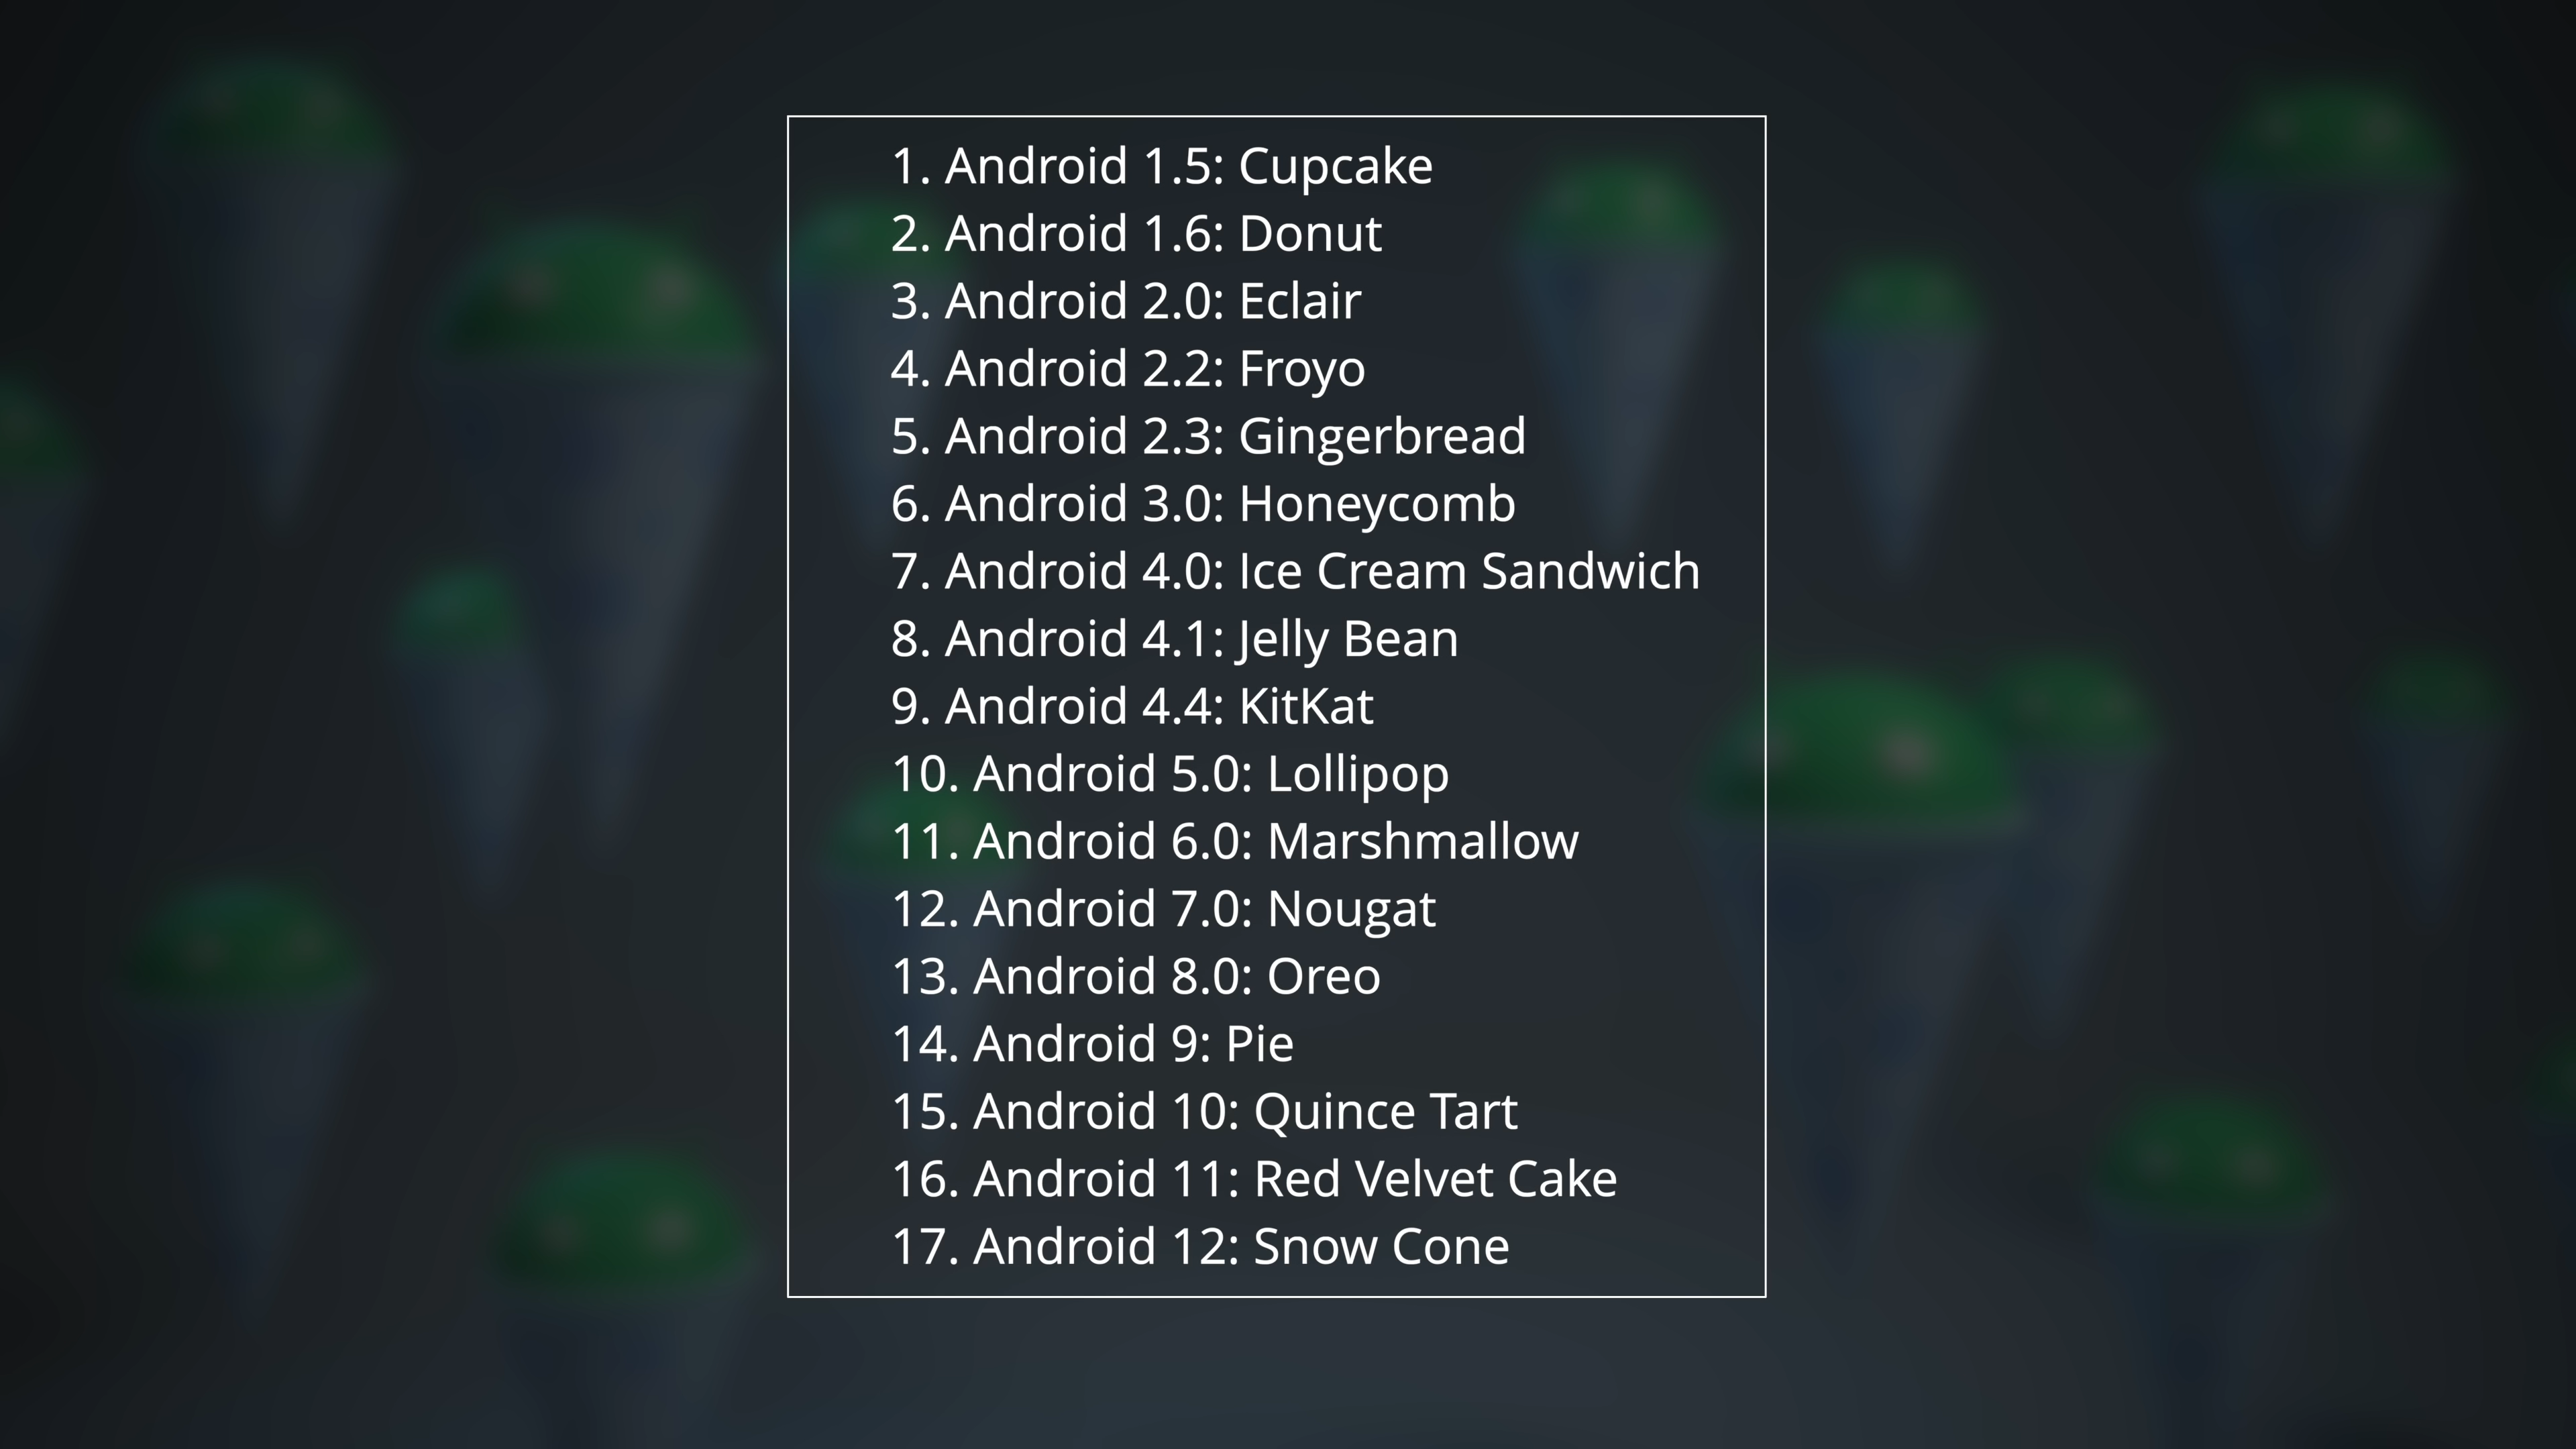 1. Android 1.5: Cupcake
2. Android 1.6: Donut
3. Android 2.0: Eclair
4. Android 2.2: Froyo
5. Android 2.3: Gingerbread
6. Android 3.0: Honeycomb
7. Android 4.0: Ice Cream Sandwich
8. Android 4.1: Jelly Bean
9. Android 4.4: KitKat
10. Android 5.0: Lollipop
11. Android 6.0: Marshmallow
12. Android 7.0: Nougat
13. Android 8.0: Oreo
14. Android 9: Pie
15. Android 10: Quince Tart
16. Android 11: Red Velvet Cake
17. Android 12: Snow Cone